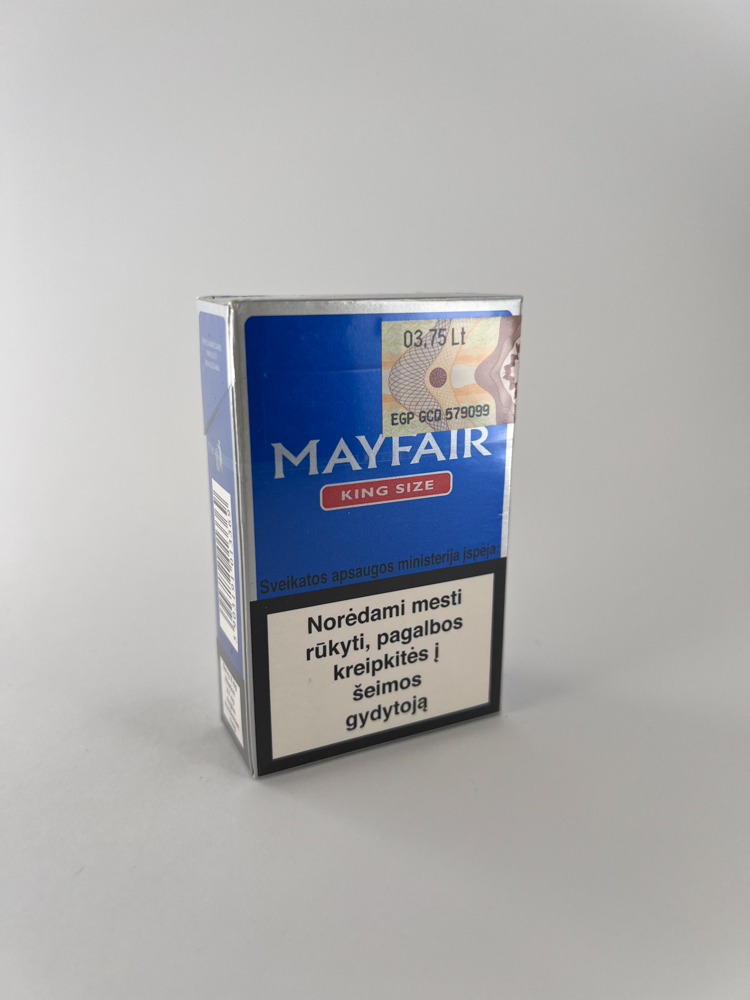 03,75 Lt
EGP GCD 579099
MAYFAIR
KING SIZE
Sveikatos apsaugos ministerija įspėja:
Norėdami mesti
rūkyti, pagalbos
kreipkitės į
šeimos
gydytoją